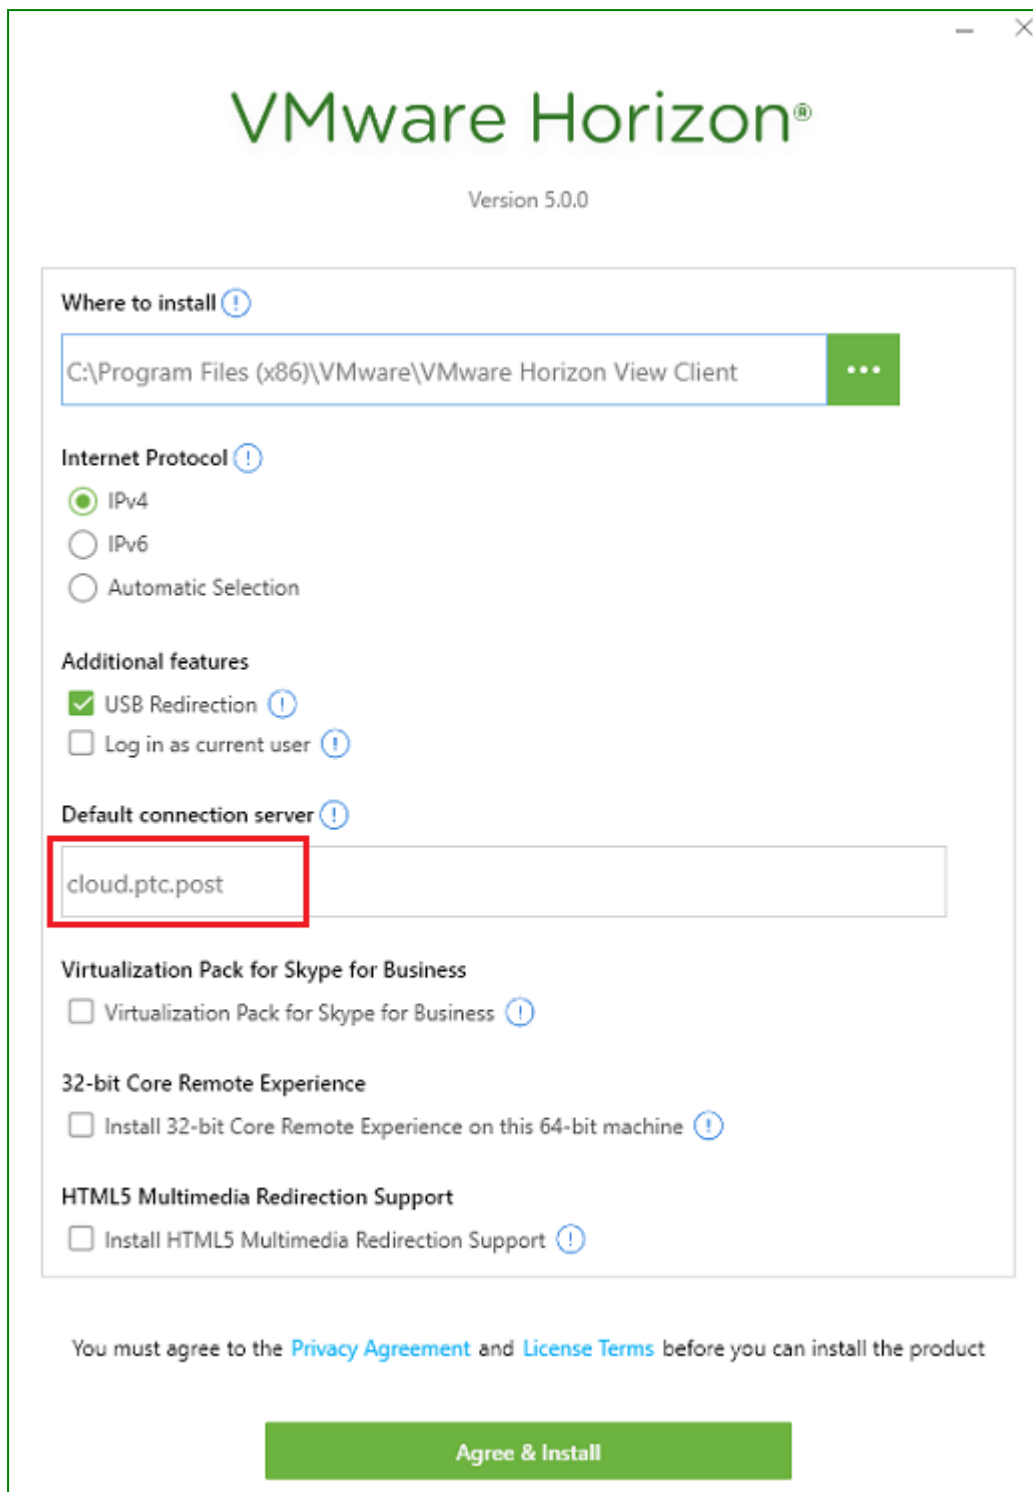 VMware Horizon®
Version 5.0.0
Where to install
C:\Program Files (x86)\VMware\VMware Horizon View Client
Internet Protocol
IPv4
IPv6
Automatic Selection
Additional features
USB Redirection
Log in as current user
Default connection server
cloud.ptc.post
Virtualization Pack for Skype for Business
Virtualization Pack for Skype for Business
32-bit Core Remote Experience
Install 32-bit Core Remote Experience on this 64-bit machine
HTML5 Multimedia Redirection Support
Install HTML5 Multimedia Redirection Support
You must agree to the Privacy Agreement and License Terms before you can install the product
Agree & Install